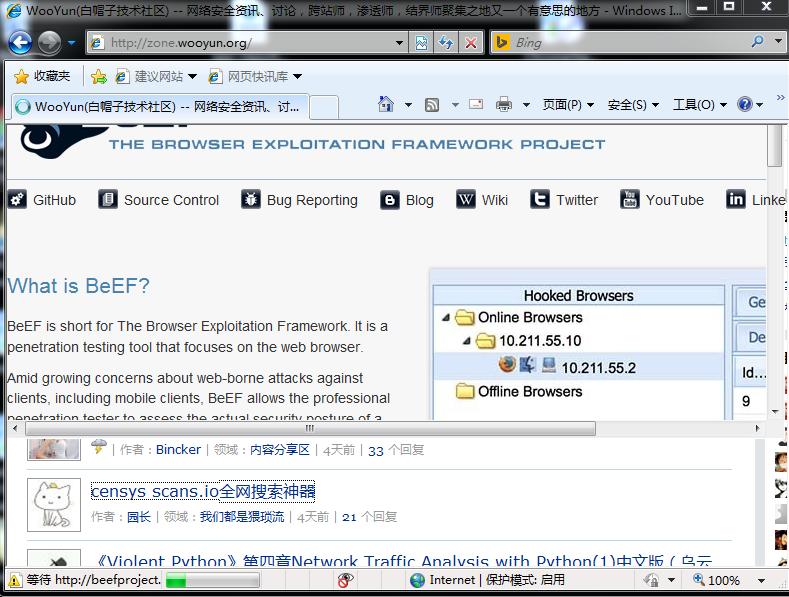 WooYun(白帽子技术社区) -- 网络安全资讯、讨论，跨站师，渗透师，结界师聚集之地又一个有意思的地方 - Windows I...
http://zone.wooyun.org/
Bing
收藏夹 建议网站 网页快讯库
WooYun(白帽子技术社区) -- 网络安全资讯、讨...
页面(P) 安全(S) 工具(O)
THE BROWSER EXPLOITATION FRAMEWORK PROJECT
GitHub Source Control Bug Reporting Blog Wiki Twitter YouTube Linke
What is BeEF?
BeEF is short for The Browser Exploitation Framework. It is a
penetration testing tool that focuses on the web browser.
Amid growing concerns about web-borne attacks against
clients, including mobile clients, BeEF allows the professional
penetration tester to assess the actual security posture of a
Hooked Browsers
Online Browsers
10.211.55.10
10.211.55.2
Offline Browsers
Ge
De
Id...
9
| 作者：Bincker | 领域：内容分享区 | 4天前 | 33 个回复
censys scans.io全网搜索神器
作者：园长 | 领域：我们都是猥琐流 | 4天前 | 21 个回复
《Violent Python》第四章Network Traffic Analysis with Python(1)中文版（乌云
等待 http://beefproject. Internet | 保护模式: 启用 100%